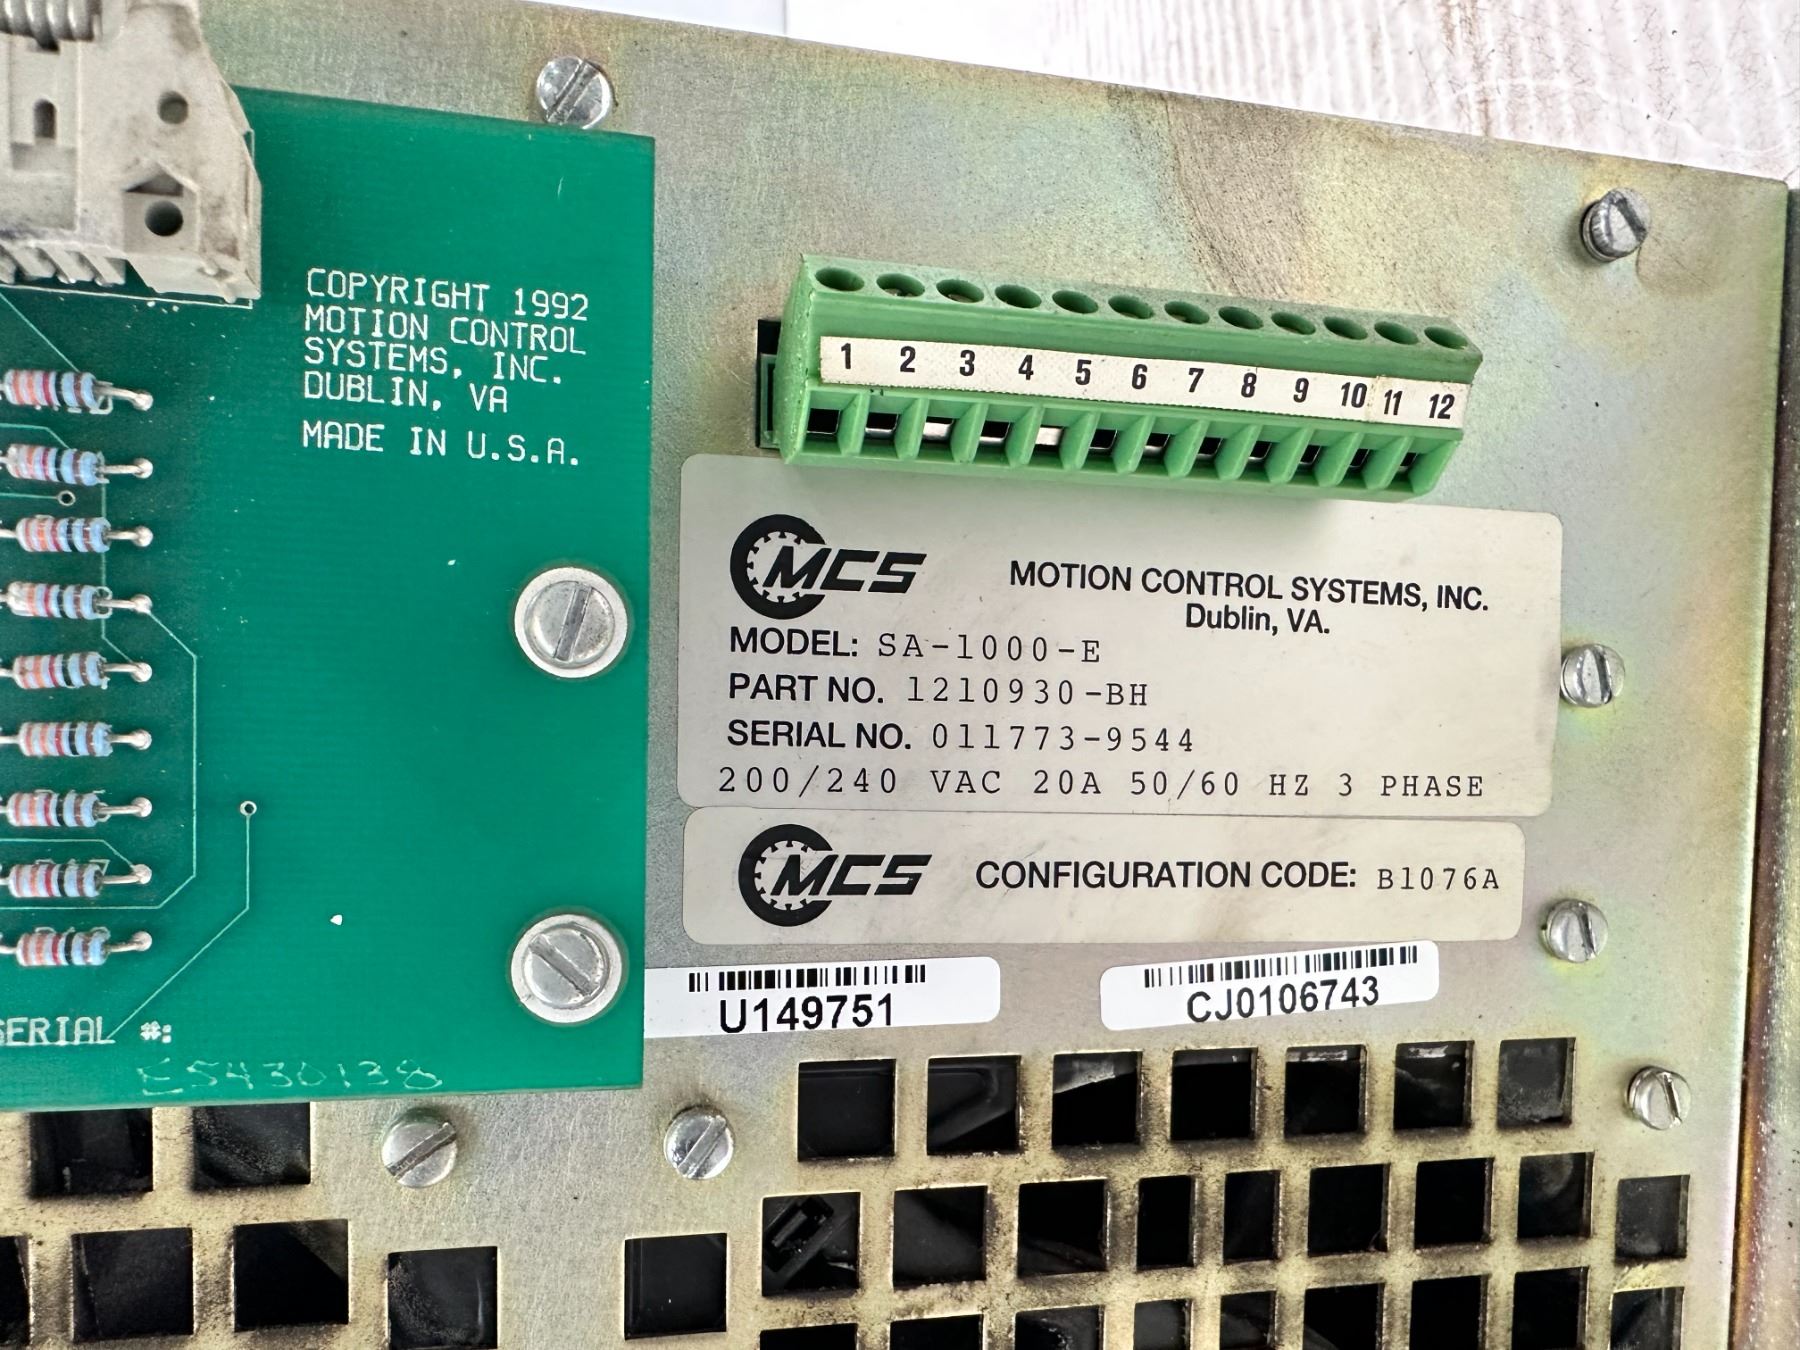 COPYRIGHT 1992
MOTION CONTROL
SYSTEMS, INC.
DUBLIN, VA
MADE IN U.S.A.
SERIAL #:
E5430138
1 2 3 4 5 6 7 8 9 10 11 12
MCS
MOTION CONTROL SYSTEMS, INC.
Dublin, VA.
MODEL: SA-1000-E
PART NO. 1210930-BH
SERIAL NO. 011773-9544
200/240 VAC 20A 50/60 HZ 3 PHASE
MCS CONFIGURATION CODE: B1076A
U149751
CJ0106743